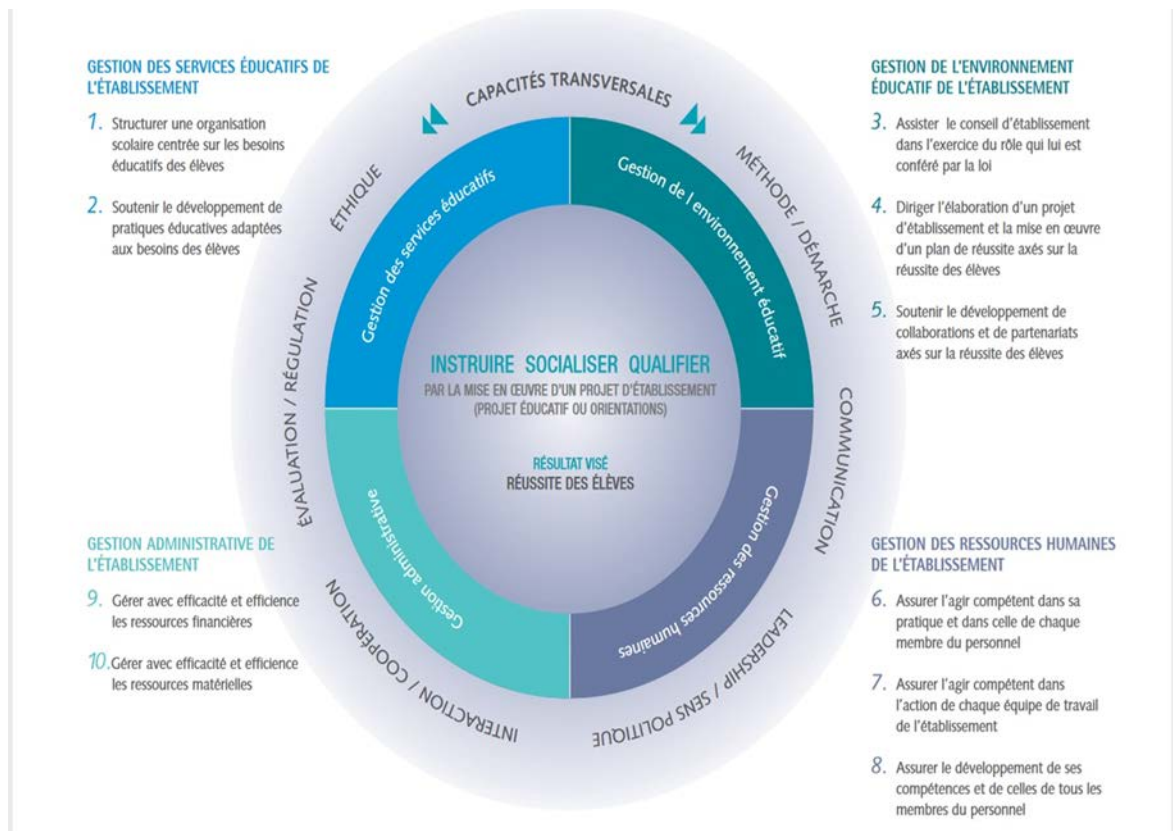 GESTION DES SERVICES ÉDUCATIFS DE
L'ÉTABLISSEMENT
1. Structurer une organisation
scolaire centrée sur les besoins
éducatifs des élèves
2. Soutenir le développement de
pratiques éducatives adaptées
aux besoins des élèves
CAPACITÉS TRANSVERSALES
ÉTHIQUE
MÉTHODE / DÉMARCHE
ÉVALUATION / RÉGULATION
COMMUNICATION
INTERACTION / COOPÉRATION
LEADERSHIP / SENS POLITIQUE
Gestion des services éducatifs
Gestion de l environnement éducatif
INSTRUIRE SOCIALISER QUALIFIER
PAR LA MISE EN ŒUVRE D'UN PROJET D'ÉTABLISSEMENT
(PROJET ÉDUCATIF OU ORIENTATIONS)
RÉSULTAT VISÉ
RÉUSSITE DES ÉLÈVES
Gestion administrative
Gestion des ressources humaines
GESTION DE L'ENVIRONNEMENT
ÉDUCATIF DE L'ÉTABLISSEMENT
3. Assister le conseil d'établissement
dans l'exercice du rôle qui lui est
conféré par la loi
4. Diriger l'élaboration d'un projet
d'établissement et la mise en œuvre
d'un plan de réussite axés sur la
réussite des élèves
5. Soutenir le développement de
collaborations et de partenariats
axés sur la réussite des élèves
GESTION ADMINISTRATIVE DE
L'ÉTABLISSEMENT
9. Gérer avec efficacité et efficience
les ressources financières
10. Gérer avec efficacité et efficience
les ressources matérielles
GESTION DES RESSOURCES HUMAINES
DE L'ÉTABLISSEMENT
6. Assurer l'agir compétent dans sa
pratique et dans celle de chaque
membre du personnel
7. Assurer l'agir compétent dans
l'action de chaque équipe de travail
de l'établissement
8. Assurer le développement de ses
compétences et de celles de tous les
membres du personnel